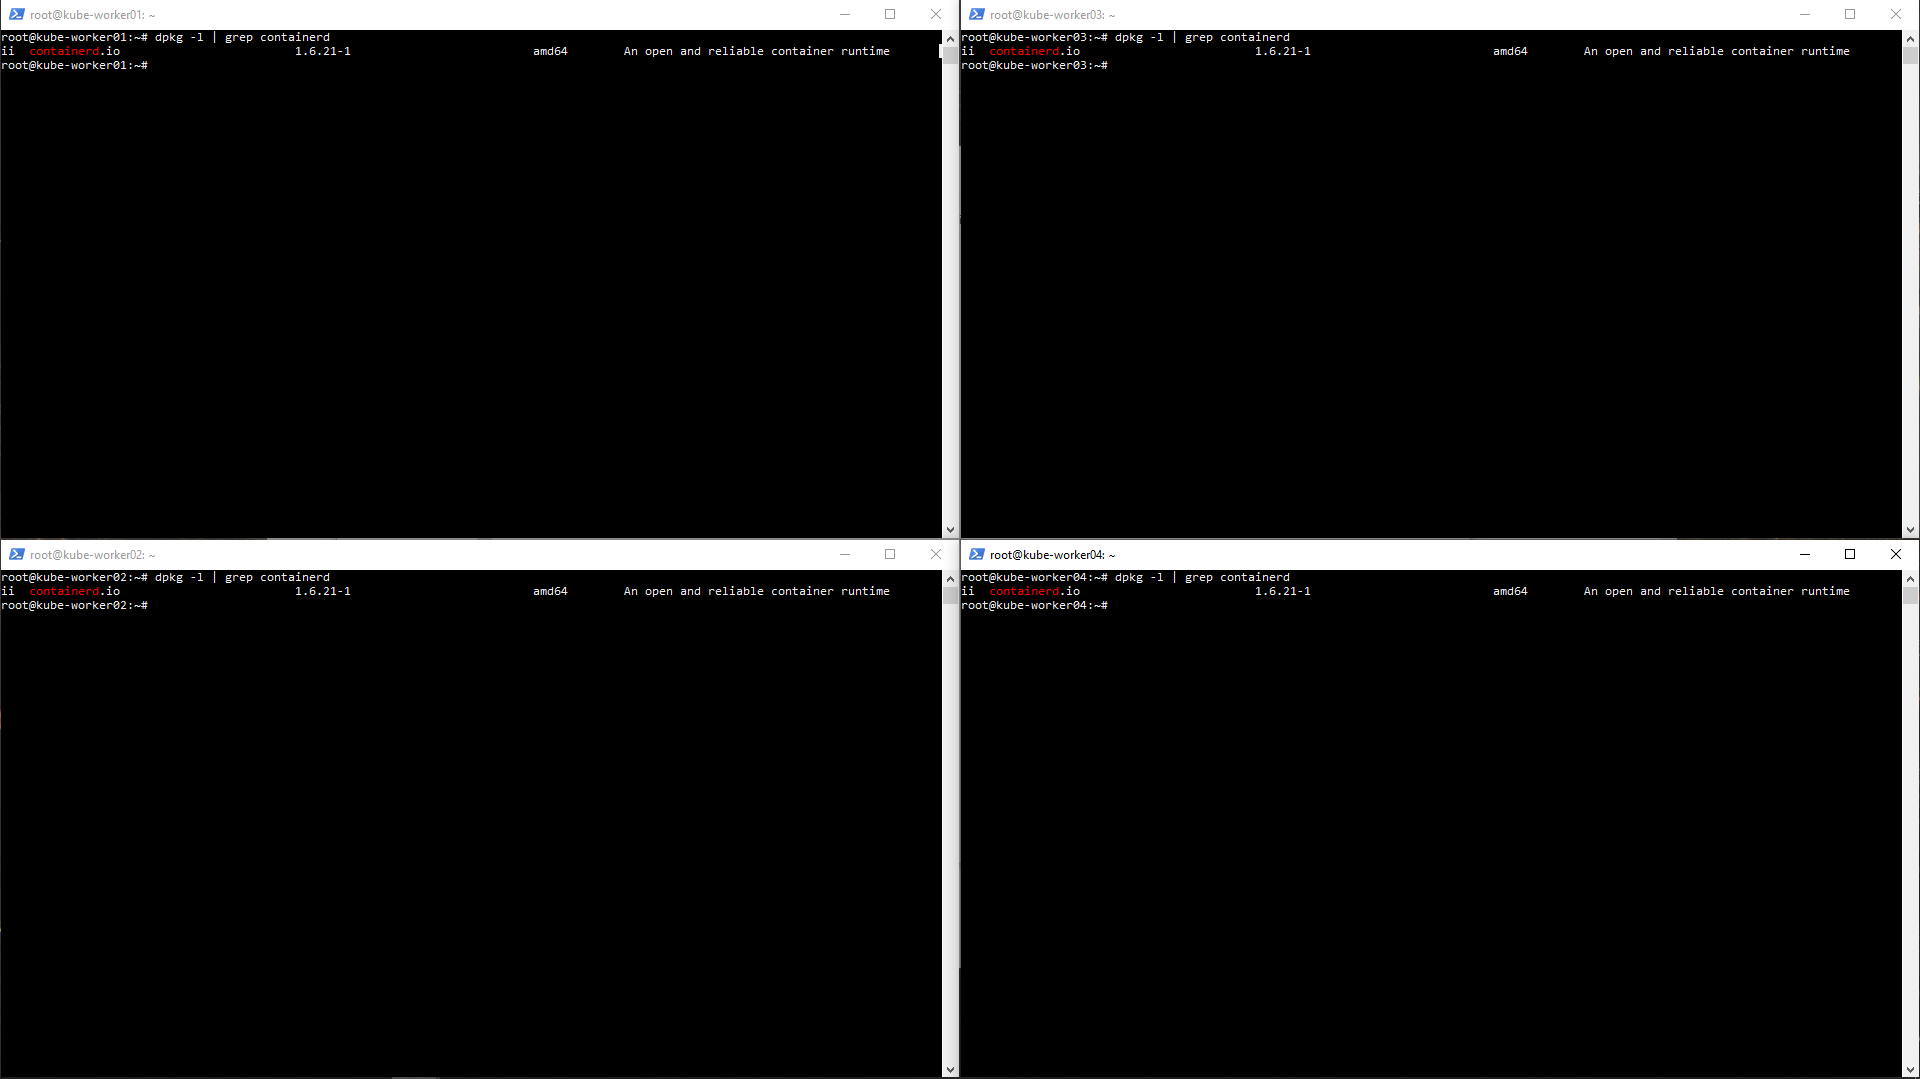 root@kube-worker01: ~
root@kube-worker01:~# dpkg -l | grep containerd
ii  containerd.io                         1.6.21-1                          amd64        An open and reliable container runtime
root@kube-worker01:~#
root@kube-worker03: ~
root@kube-worker03:~# dpkg -l | grep containerd
ii  containerd.io                         1.6.21-1                          amd64        An open and reliable container runtime
root@kube-worker03:~#
root@kube-worker02: ~
root@kube-worker02:~# dpkg -l | grep containerd
ii  containerd.io                         1.6.21-1                          amd64        An open and reliable container runtime
root@kube-worker02:~#
root@kube-worker04: ~
root@kube-worker04:~# dpkg -l | grep containerd
ii  containerd.io                         1.6.21-1                          amd64        An open and reliable container runtime
root@kube-worker04:~#